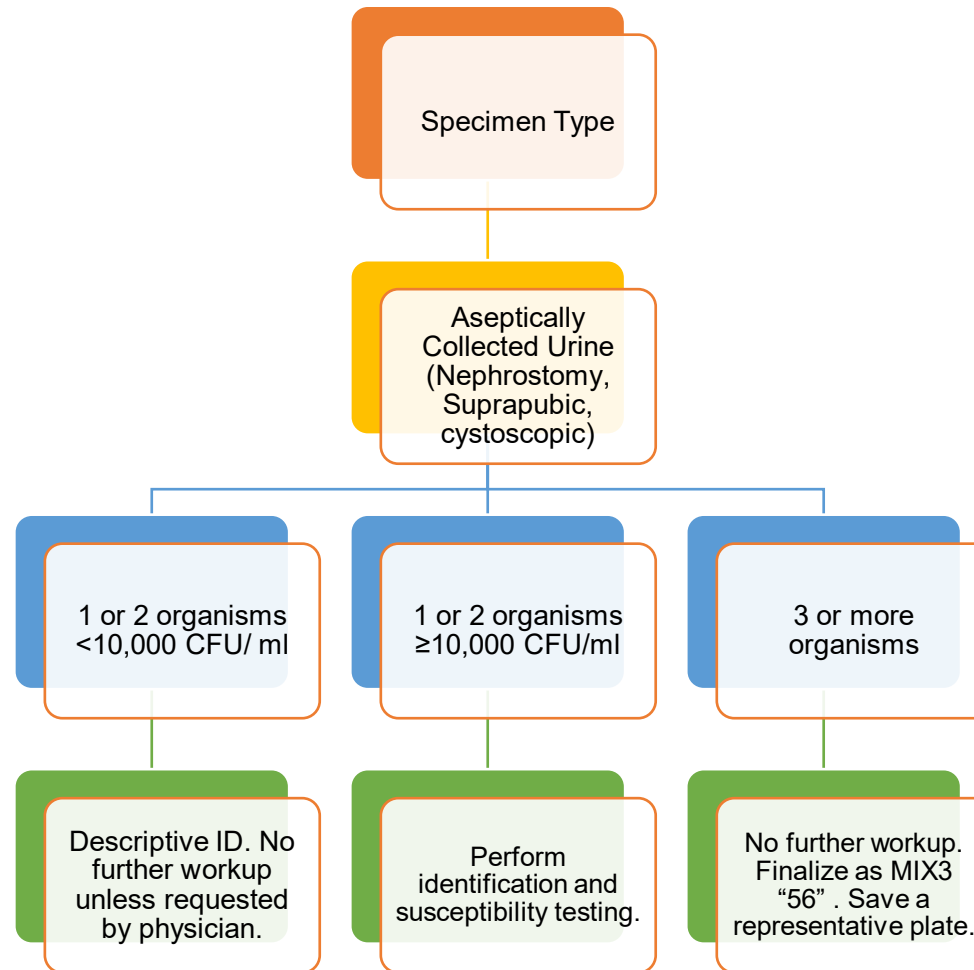 Specimen Type
Aseptically
Collected Urine
(Nephrostomy,
Suprapubic,
cystoscopic)
1 or 2 organisms
<10,000 CFU/ ml
1 or 2 organisms
≥10,000 CFU/ml
3 or more
organisms
Descriptive ID. No
further workup
unless requested
by physician.
Perform
identification and
susceptibility testing.
No further workup.
Finalize as MIX3
“56” . Save a
representative plate.